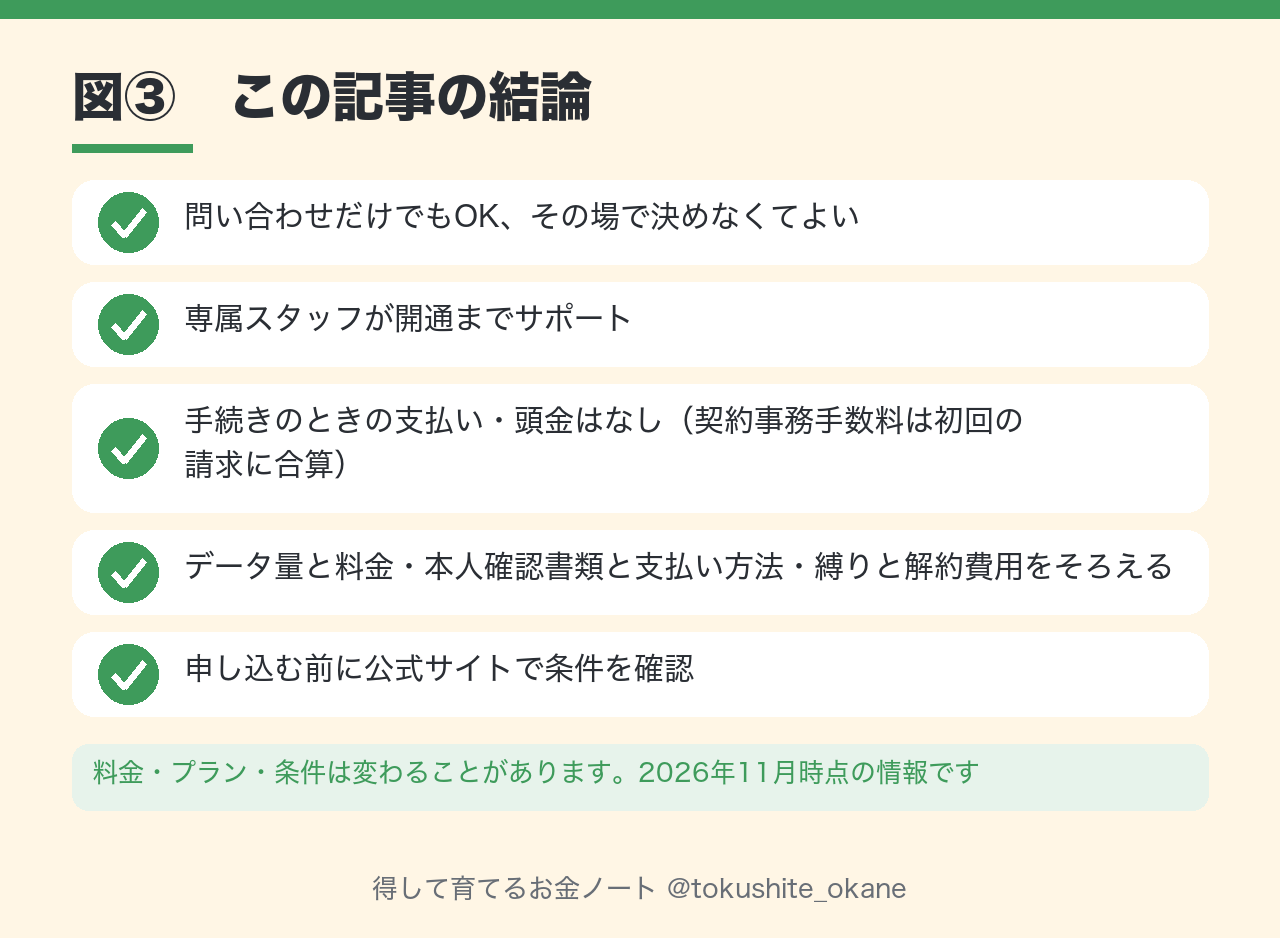 図③　この記事の結論
問い合わせだけでもOK、その場で決めなくてよい
専属スタッフが開通までサポート
手続きのときの支払い・頭金はなし（契約事務手数料は初回の
請求に合算）
データ量と料金・本人確認書類と支払い方法・縛りと解約費用をそろえる
申し込む前に公式サイトで条件を確認
料金・プラン・条件は変わることがあります。2026年11月時点の情報です
得して育てるお金ノート @tokushite_okane